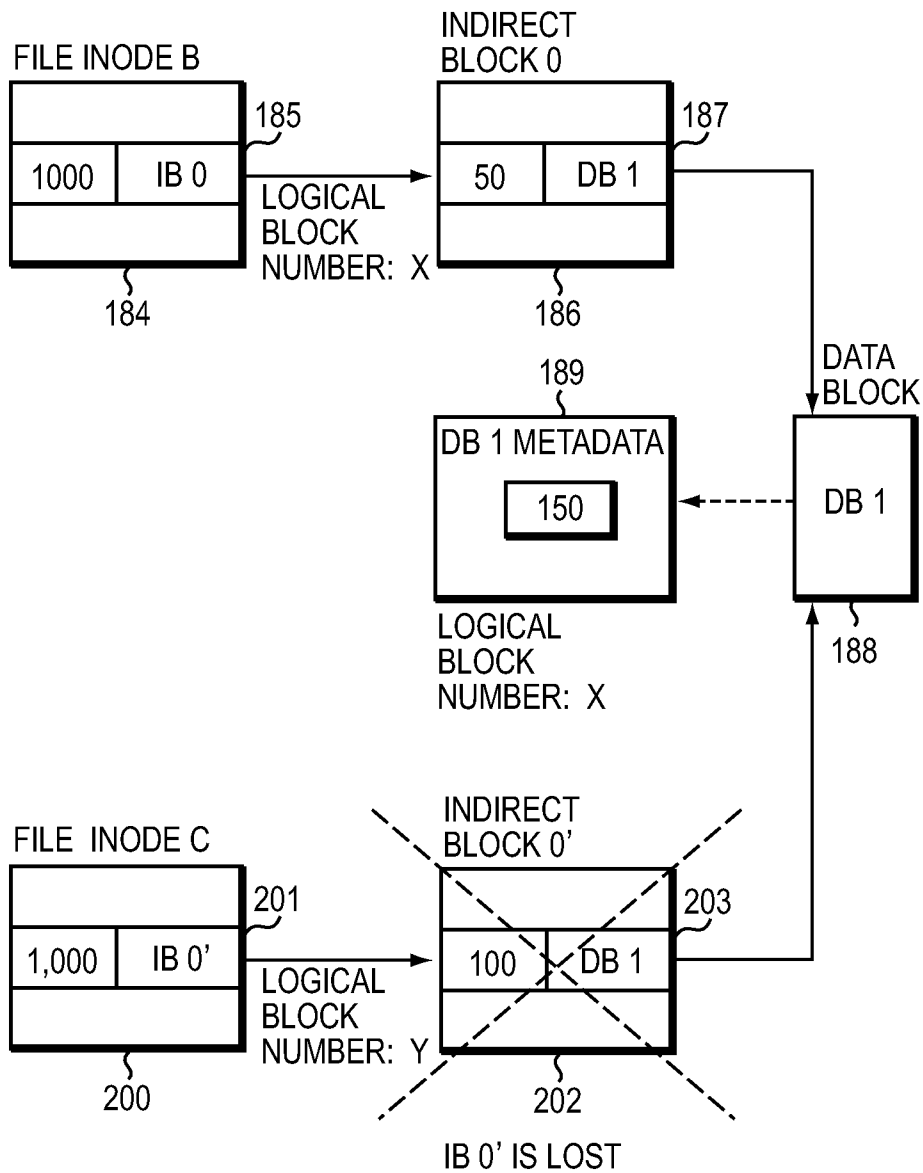 FILE INODE B
INDIRECT
BLOCK 0
185
187
1000
IB 0
50
DB 1
LOGICAL
BLOCK
NUMBER: X
184
186
189
DATA
BLOCK
DB 1 METADATA
150
DB 1
LOGICAL
BLOCK
NUMBER: X
188
FILE INODE C
INDIRECT
BLOCK 0'
201
203
1,000
IB 0'
100
DB 1
LOGICAL
BLOCK
NUMBER: Y
200
202
IB 0' IS LOST